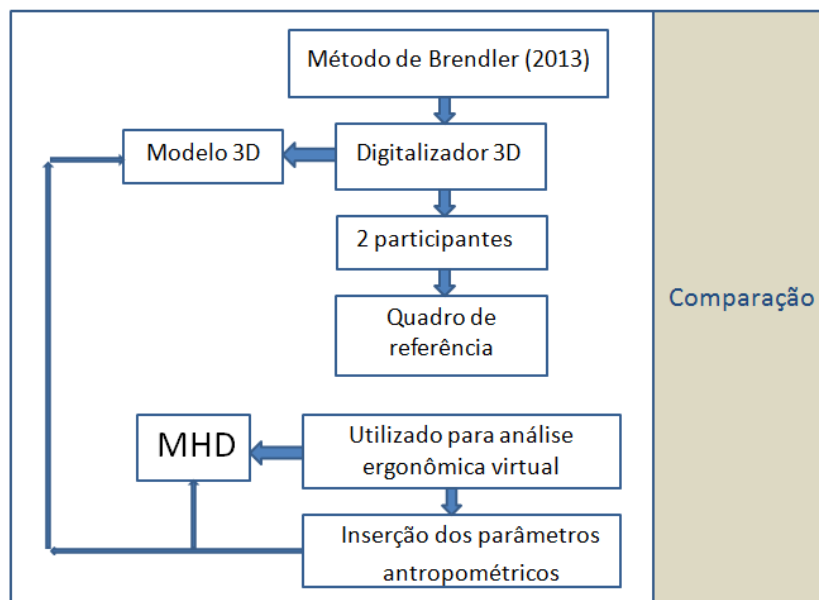 Método de Brendler (2013)
Modelo 3D
Digitalizador 3D
2 participantes
Quadro de
referência
Comparação
MHD
Utilizado para análise
ergonômica virtual
Inserção dos parâmetros
antropométricos